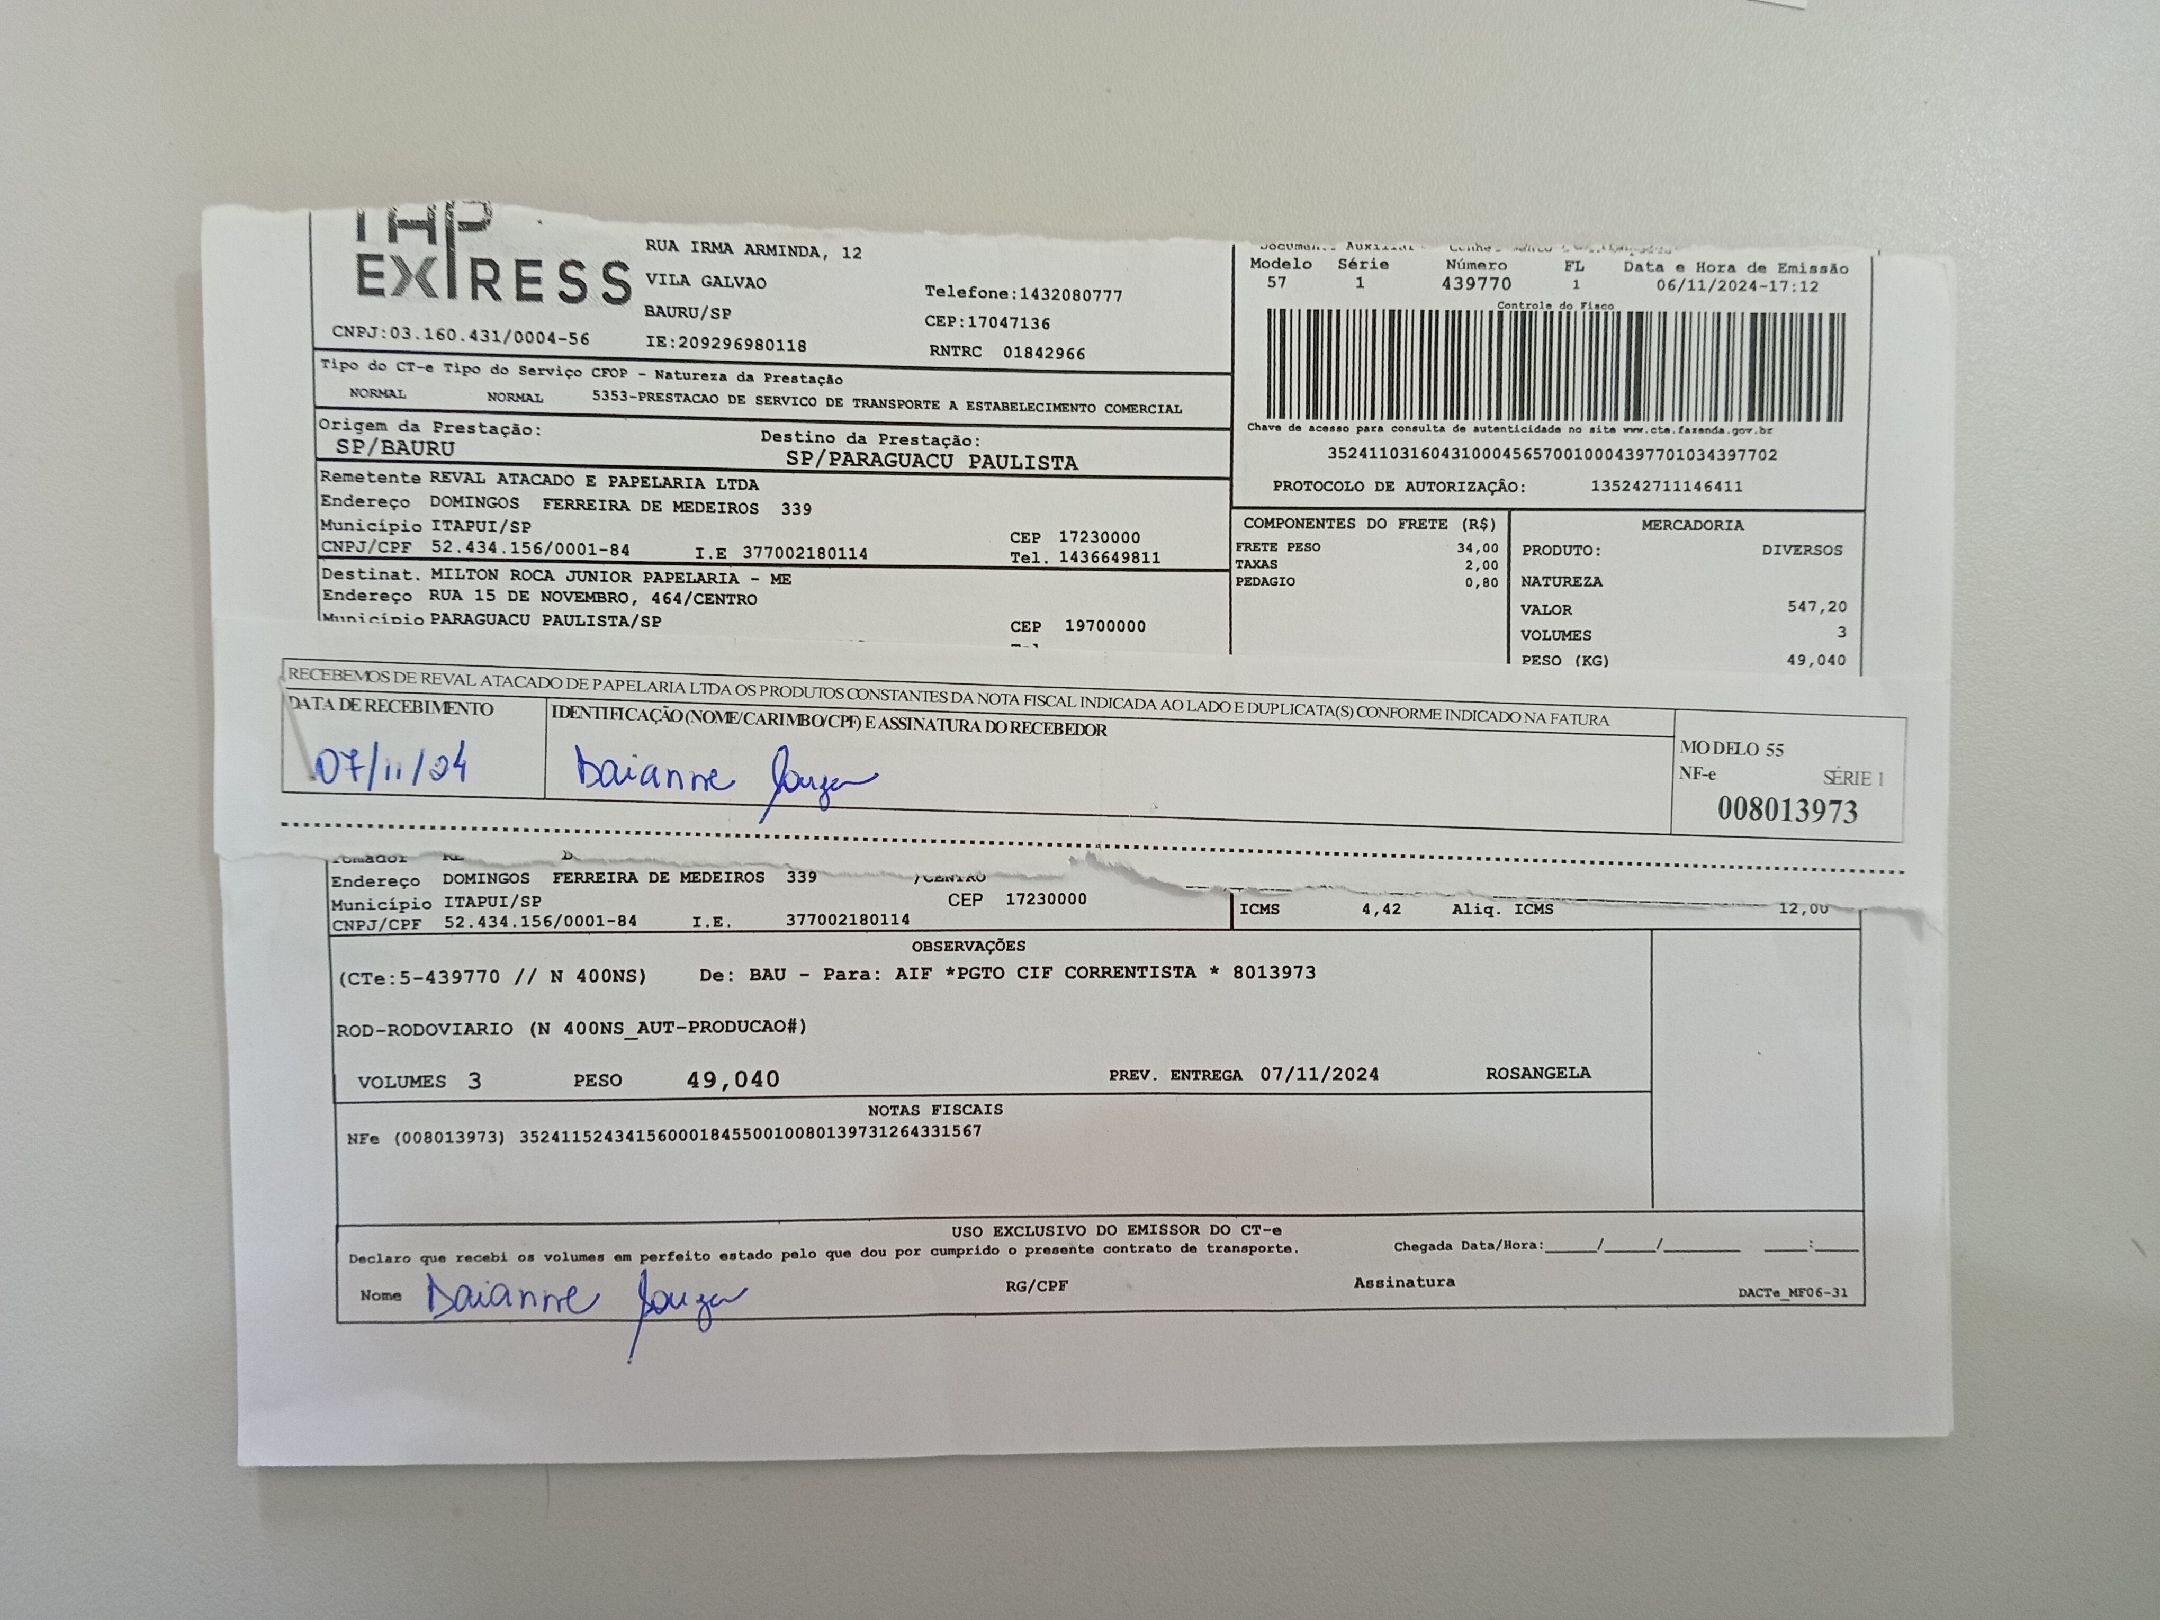 EXPRESS
RUA IRMA ARMINDA, 12
VILA GALVAO
BAURU/SP
CNPJ:03.160.431/0004-56
IE:209296980118
Telefone:1432080777
CEP:17047136
RNTRC 01842966
Modelo Série Número FL Data e Hora de Emissão
57 1 439770 1 06/11/2024-17:12
Controle do Fisco
Chave de acesso para consulta de autenticidade no site www.cte.fazenda.gov.br
35241103160431000456570010004397701034397702
PROTOCOLO DE AUTORIZAÇÃO: 135242711146411
Tipo do CT-e Tipo do Serviço CFOP - Natureza da Prestação
NORMAL NORMAL 5353-PRESTACAO DE SERVICO DE TRANSPORTE A ESTABELECIMENTO COMERCIAL
Origem da Prestação: Destino da Prestação:
SP/BAURU SP/PARAGUACU PAULISTA
Remetente REVAL ATACADO E PAPELARIA LTDA
Endereço DOMINGOS FERREIRA DE MEDEIROS 339
Município ITAPUI/SP CEP 17230000
CNPJ/CPF 52.434.156/0001-84 I.E 377002180114 Tel. 1436649811
Destinat. MILTON ROCA JUNIOR PAPELARIA - ME
Endereço RUA 15 DE NOVEMBRO, 464/CENTRO
Município PARAGUACU PAULISTA/SP CEP 19700000
COMPONENTES DO FRETE (R$)
FRETE PESO 34,00
TAXAS 2,00
PEDAGIO 0,80
MERCADORIA
PRODUTO: DIVERSOS
NATUREZA
VALOR 547,20
VOLUMES 3
PESO (KG) 49,040
RECEBEMOS DE REVAL ATACADO DE PAPELARIA LTDA OS PRODUTOS CONSTANTES DA NOTA FISCAL INDICADA AO LADO E DUPLICATA(S) CONFORME INDICADO NA FATURA
DATA DE RECEBIMENTO
07/11/24
IDENTIFICAÇÃO (NOME/CARIMBO/CPF) E ASSINATURA DO RECEBEDOR
Daianne Souza
MODELO 55
NF-e SÉRIE 1
008013973
Tomador
Endereço DOMINGOS FERREIRA DE MEDEIROS 339 /CENTRO
Município ITAPUI/SP CEP 17230000
CNPJ/CPF 52.434.156/0001-84 I.E. 377002180114
ICMS 4,42 Aliq. ICMS 12,00
OBSERVAÇÕES
(CTe:5-439770 // N 400NS) De: BAU - Para: AIF *PGTO CIF CORRENTISTA * 8013973
ROD-RODOVIARIO (N 400NS_AUT-PRODUCAO#)
VOLUMES 3 PESO 49,040 PREV. ENTREGA 07/11/2024 ROSANGELA
NOTAS FISCAIS
NFe (008013973) 35241152434156000184550010080139731264331567
USO EXCLUSIVO DO EMISSOR DO CT-e
Declaro que recebi os volumes em perfeito estado pelo que dou por cumprido o presente contrato de transporte. Chegada Data/Hora:_____/_____/________ ____:____
Nome Daianne Souza RG/CPF Assinatura
DACTe_MF06-31